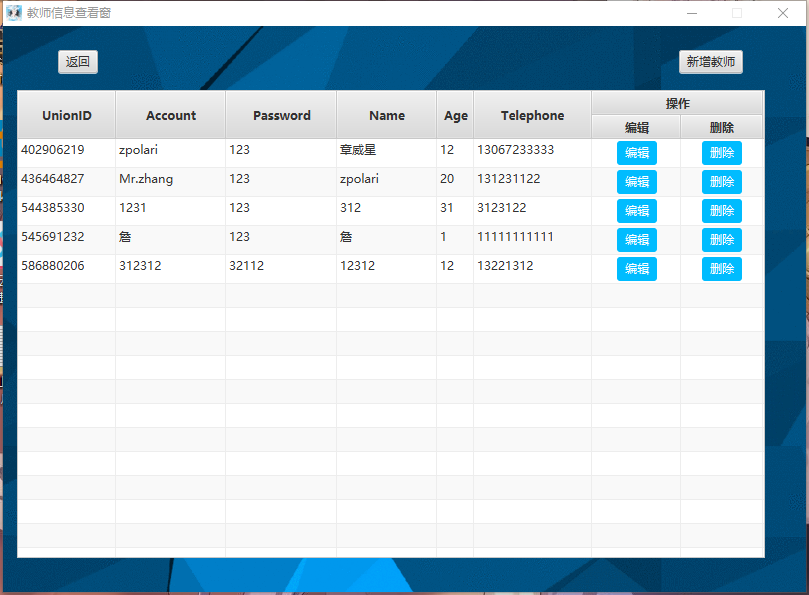 教师信息查看窗
返回 新增教师
UnionID Account Password Name Age Telephone 操作
编辑 删除
402906219 zpolari 123 章威星 12 13067233333 编辑 删除
436464827 Mr.zhang 123 zpolari 20 131231122 编辑 删除
544385330 1231 123 312 31 3123122 编辑 删除
545691232 詹 123 詹 1 11111111111 编辑 删除
586880206 312312 32112 12312 12 13221312 编辑 删除